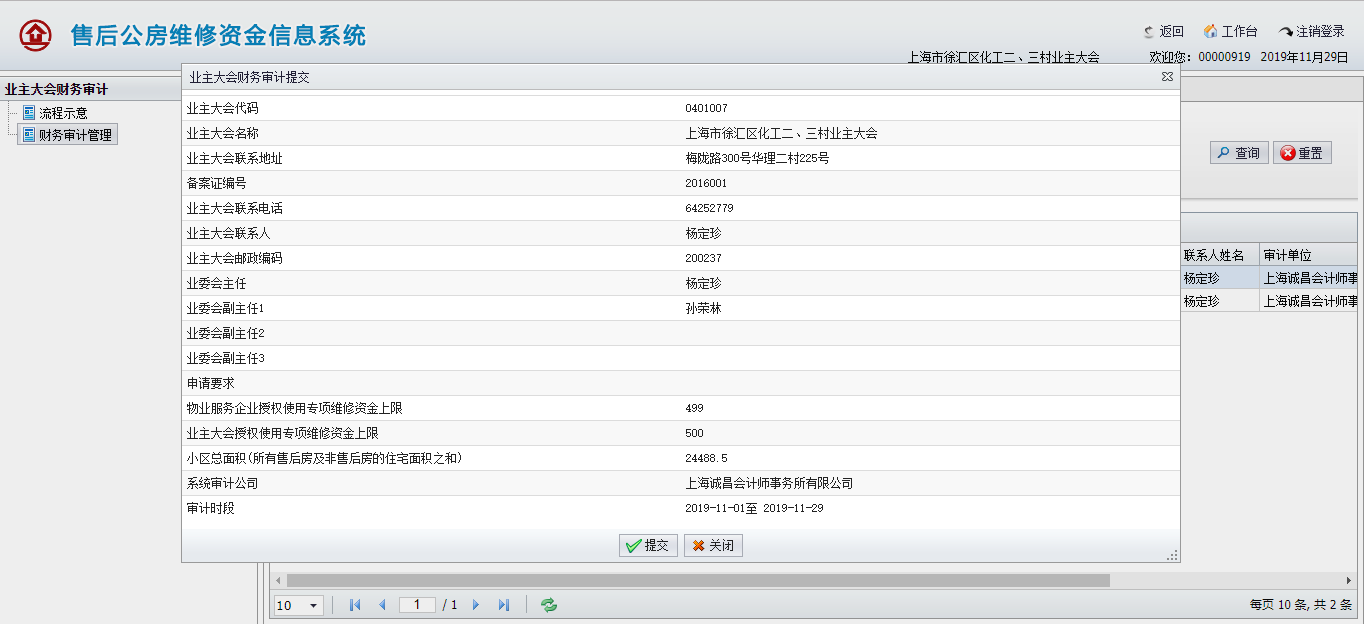 售后公房维修资金信息系统
返回 工作台 注销登录
上海市徐汇区化工二、三村业主大会 欢迎您: 00000919 2019年11月29日
业主大会财务审计
流程示意
财务审计管理
业主大会财务审计提交
业主大会代码 0401007
业主大会名称 上海市徐汇区化工二、三村业主大会
业主大会联系地址 梅陇路300号华理二村225号
备案证编号 2016001
业主大会联系电话 64252779
业主大会联系人 杨定珍
业主大会邮政编码 200237
业委会主任 杨定珍
业委会副主任1 孙荣林
业委会副主任2
业委会副主任3
申请要求
物业服务企业授权使用专项维修资金上限 499
业主大会授权使用专项维修资金上限 500
小区总面积(所有售后房及非售后房的住宅面积之和) 24488.5
系统审计公司 上海诚昌会计师事务所有限公司
审计时段 2019-11-01至 2019-11-29
提交 关闭
查询 重置
联系人姓名 审计单位
杨定珍 上海诚昌会计师事
杨定珍 上海诚昌会计师事
10 1 / 1 每页 10 条, 共 2 条